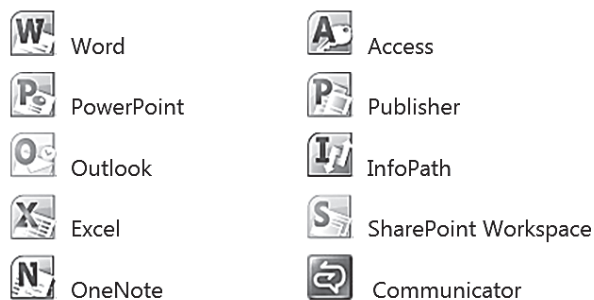 W Word
P PowerPoint
O Outlook
X Excel
N OneNote
A Access
P Publisher
I InfoPath
S SharePoint Workspace
Communicator